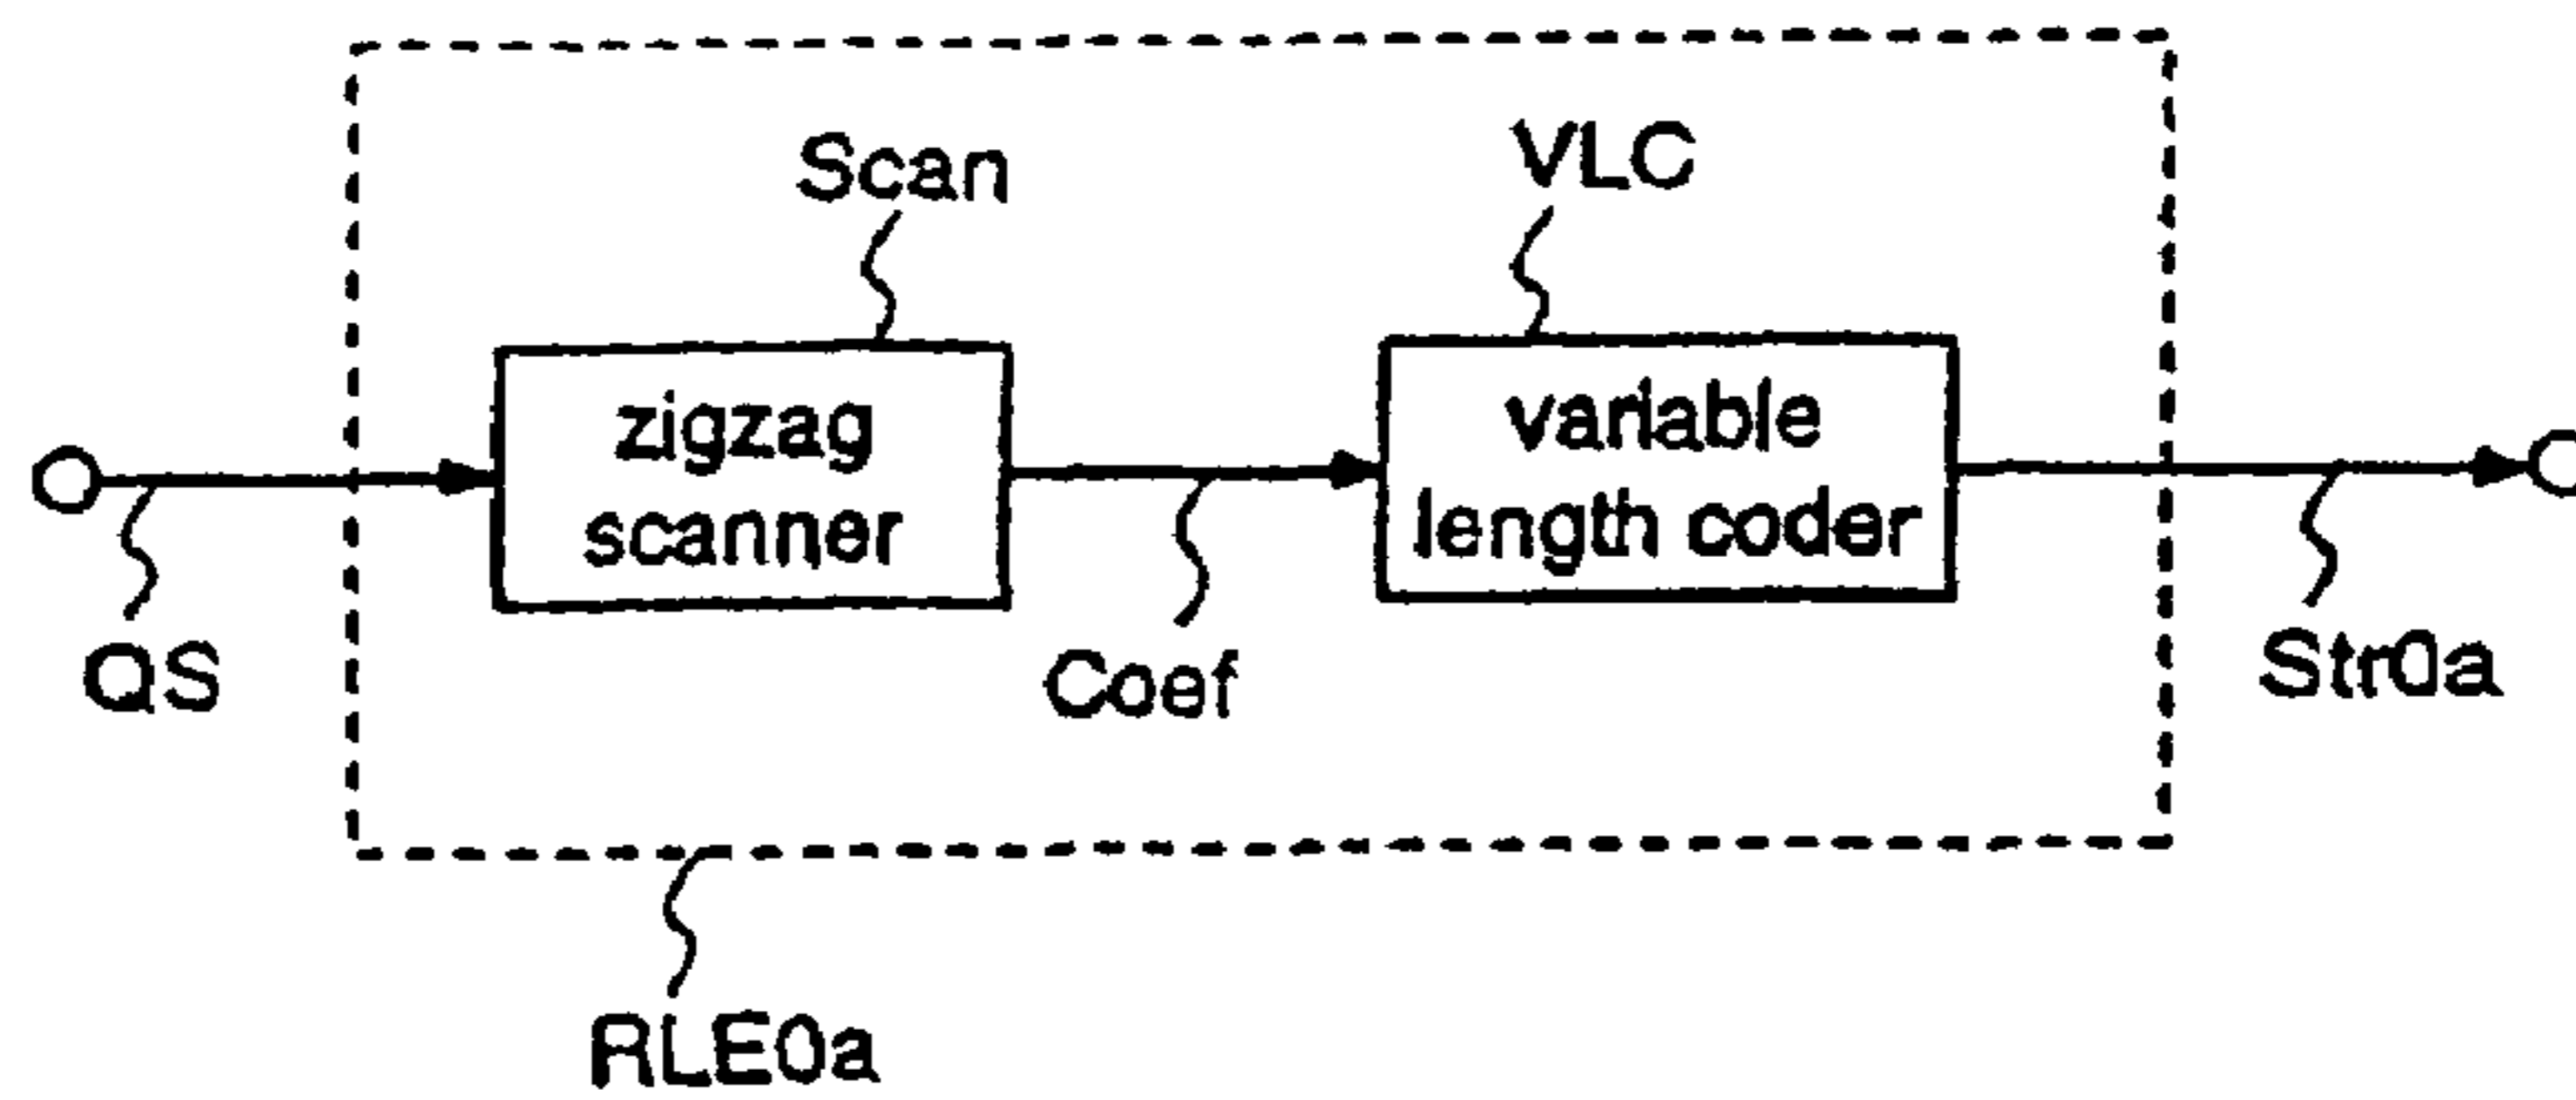 Scan
VLC
zigzag
scanner
variable
length coder
QS
Coef
Str0a
RLE0a